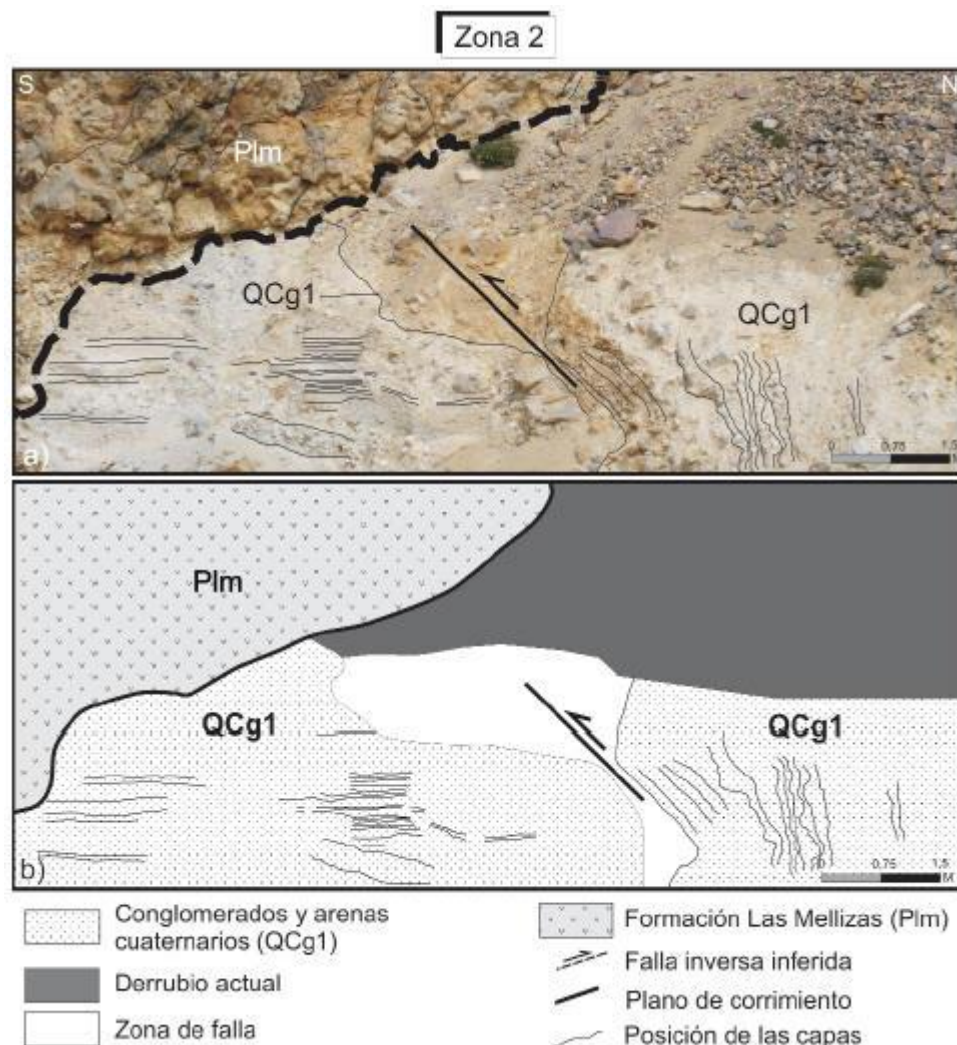 Zona 2
S
N
Plm
QCg1
QCg1
0 0,75 1,5
M
a)
Plm
QCg1
QCg1
0 0,75 1,5
M
b)
Conglomerados y arenas
cuaternarios (QCg1)
Derrubio actual
Zona de falla
Formación Las Mellizas (Plm)
Falla inversa inferida
Plano de corrimiento
Posición de las capas